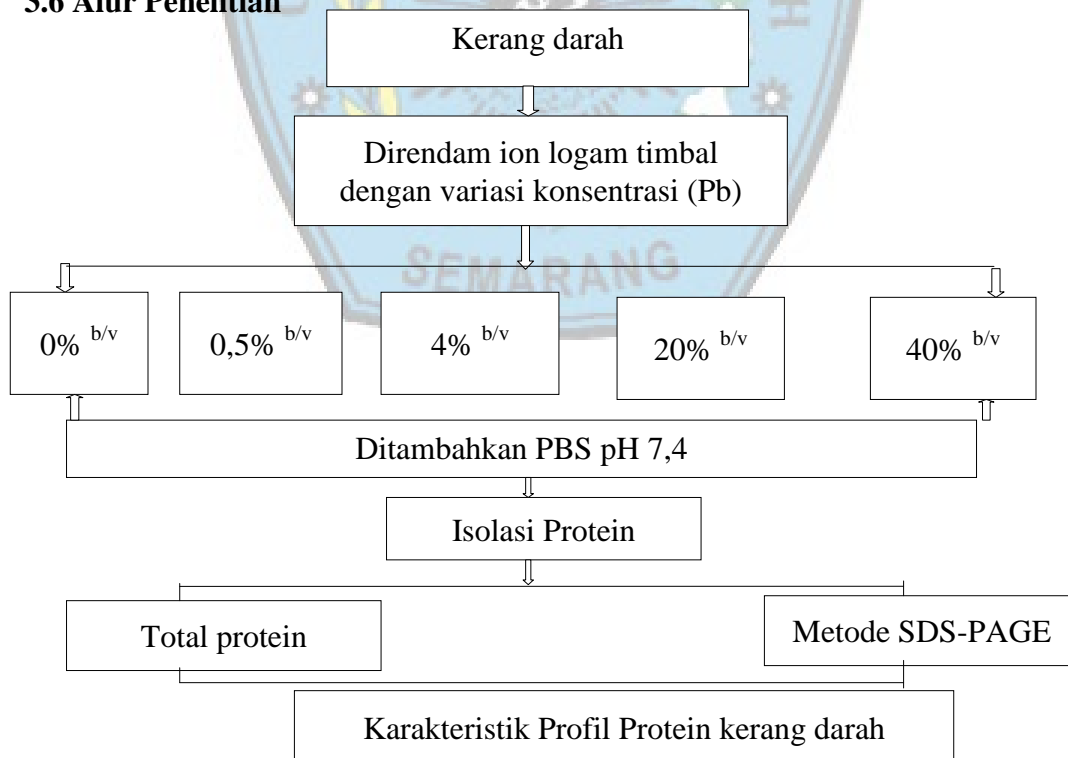 3.6 Alur Penelitian
Kerang darah
Direndam ion logam timbal
dengan variasi konsentrasi (Pb)
SEMARANG
0% b/v
0,5% b/v
4% b/v
20% b/v
40% b/v
Ditambahkan PBS pH 7,4
Isolasi Protein
Total protein
Metode SDS-PAGE
Karakteristik Profil Protein kerang darah